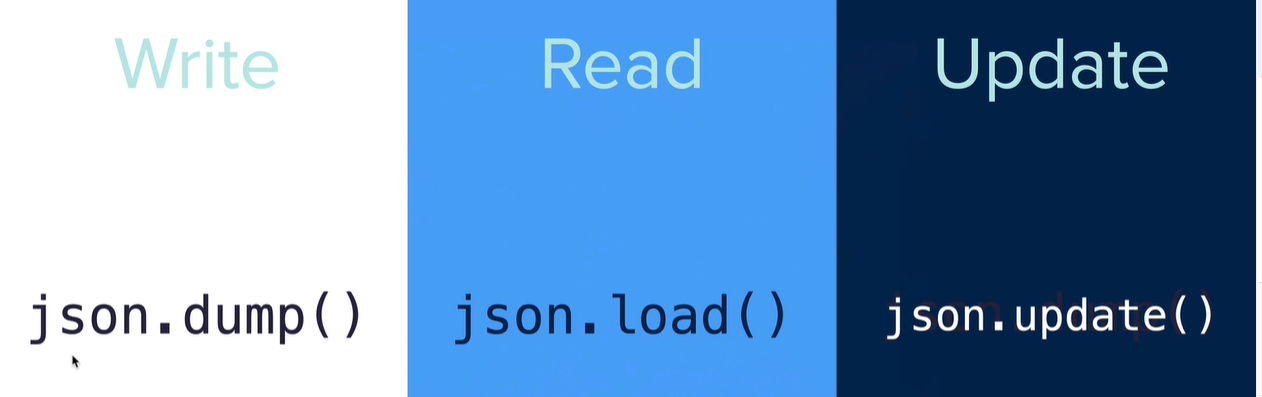 Write
json.dump()
Read
json.load()
Update
json.update()